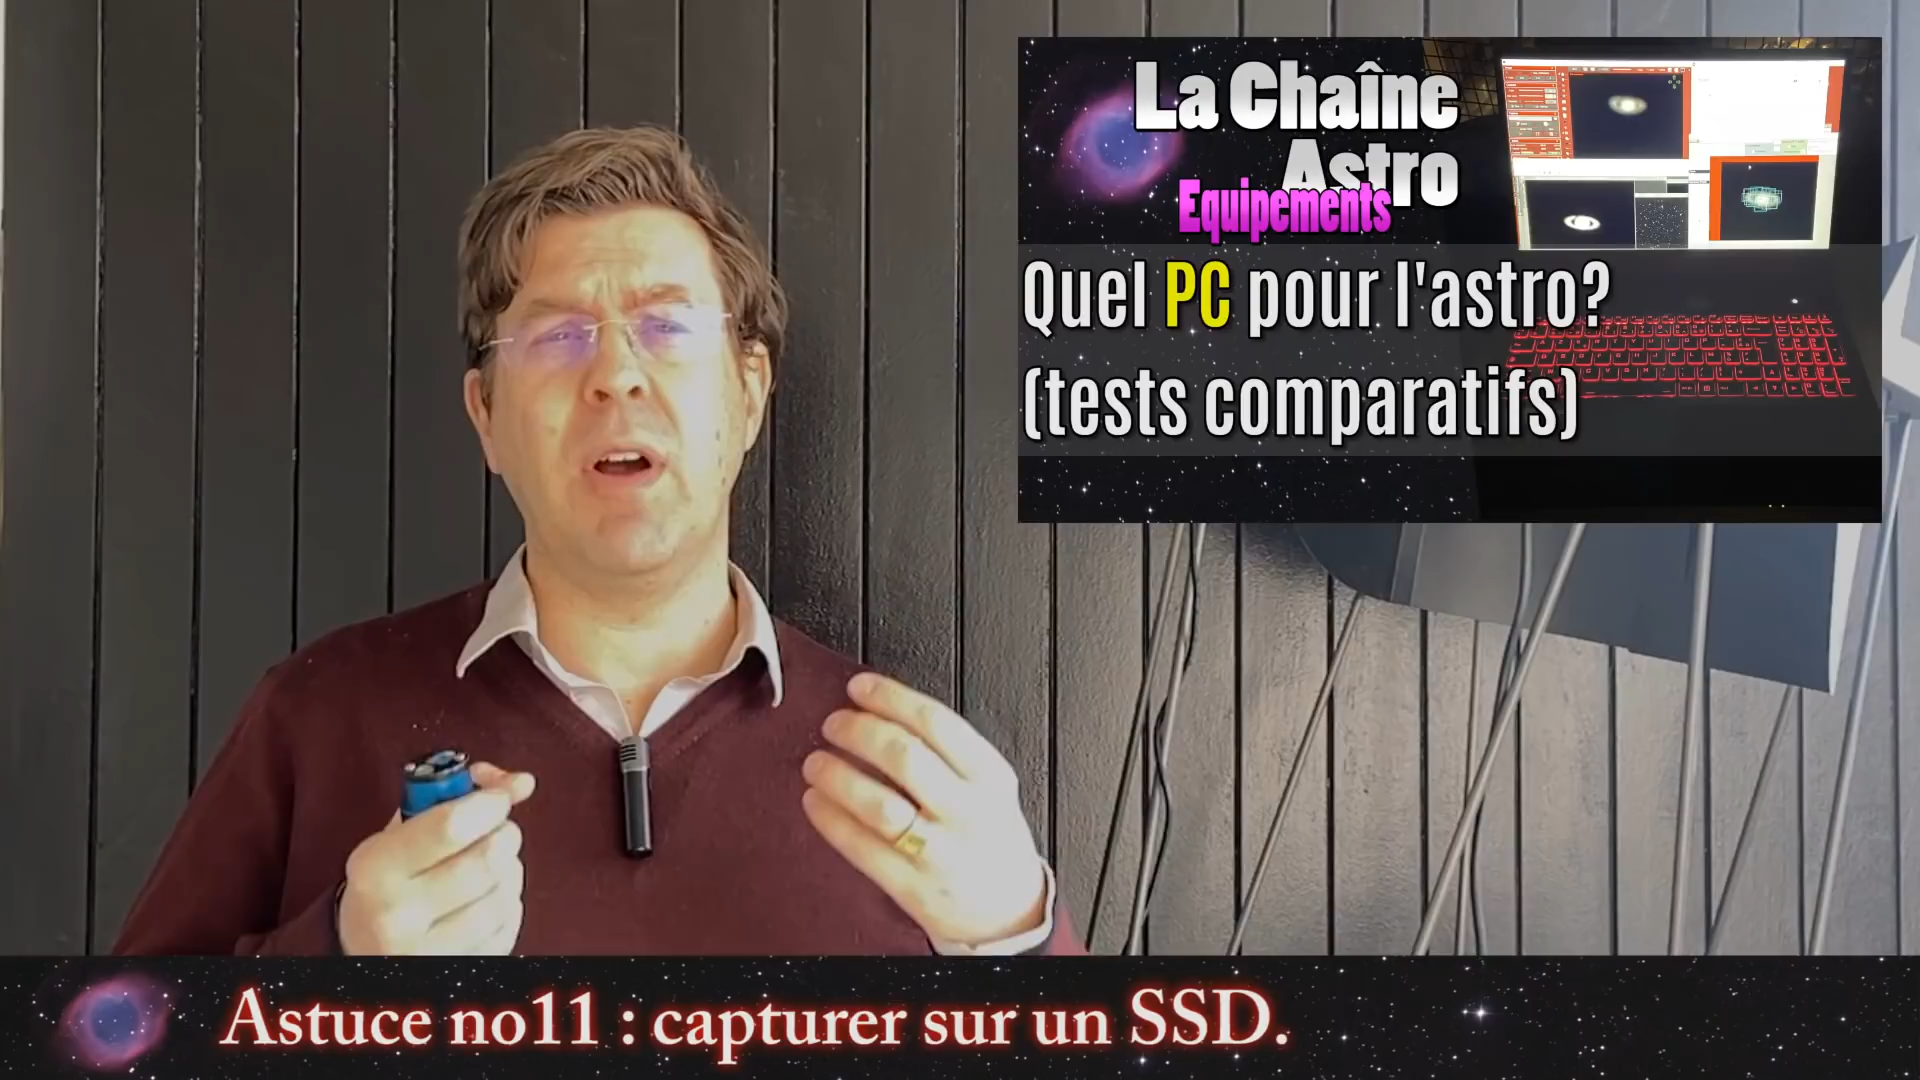 La Chaîne
Astro
Equipements
Quel PC pour l'astro?
(tests comparatifs)
Astuce no11 : capturer sur un SSD.